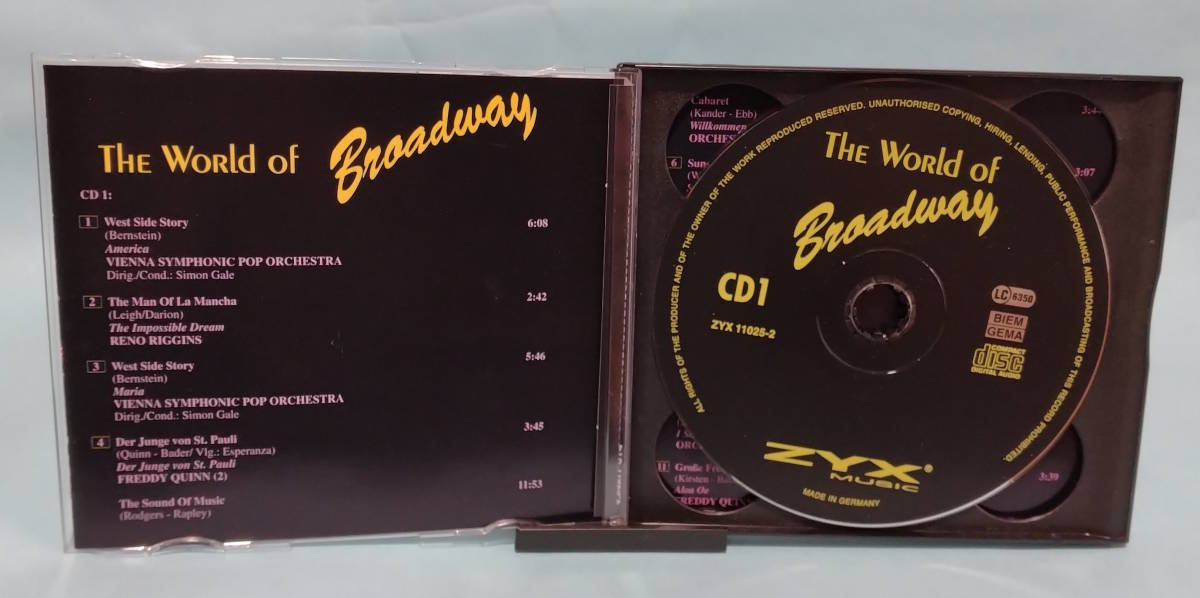 The World of Broadway
CD 1:
1 West Side Story 6:08
(Bernstein)
America
VIENNA SYMPHONIC POP ORCHESTRA
Dirig./Cond.: Simon Gale
2 The Man Of La Mancha 2:42
(Leigh/Darion)
The Impossible Dream
RENO RIGGINS
3 West Side Story 5:46
(Bernstein)
Maria
VIENNA SYMPHONIC POP ORCHESTRA
Dirig./Cond.: Simon Gale
4 Der Junge von St. Pauli 3:45
(Quinn - Bader/ Vlg.: Esperanza)
Der Junge von St. Pauli
FREDDY QUINN (2)
The Sound Of Music 11:53
(Rodgers - Rapley)
Cabaret
(Kander - Ebb)
Willkommen
6
3:07
11 Große
3:39
Aloa Oe
FREDDY QUINN
ALL RIGHTS OF THE PRODUCER AND OF THE OWNER OF THE WORK REPRODUCED RESERVED. UNAUTHORISED COPYING, HIRING, LENDING, PUBLIC PERFORMANCE AND BROADCASTING OF THIS RECORD PROHIBITED.
The World of
Broadway
CD 1
ZYX 11025-2
LC 6350
BIEM
GEMA
COMPACT
disc
DIGITAL AUDIO
ZYX®
MUSIC
MADE IN GERMANY